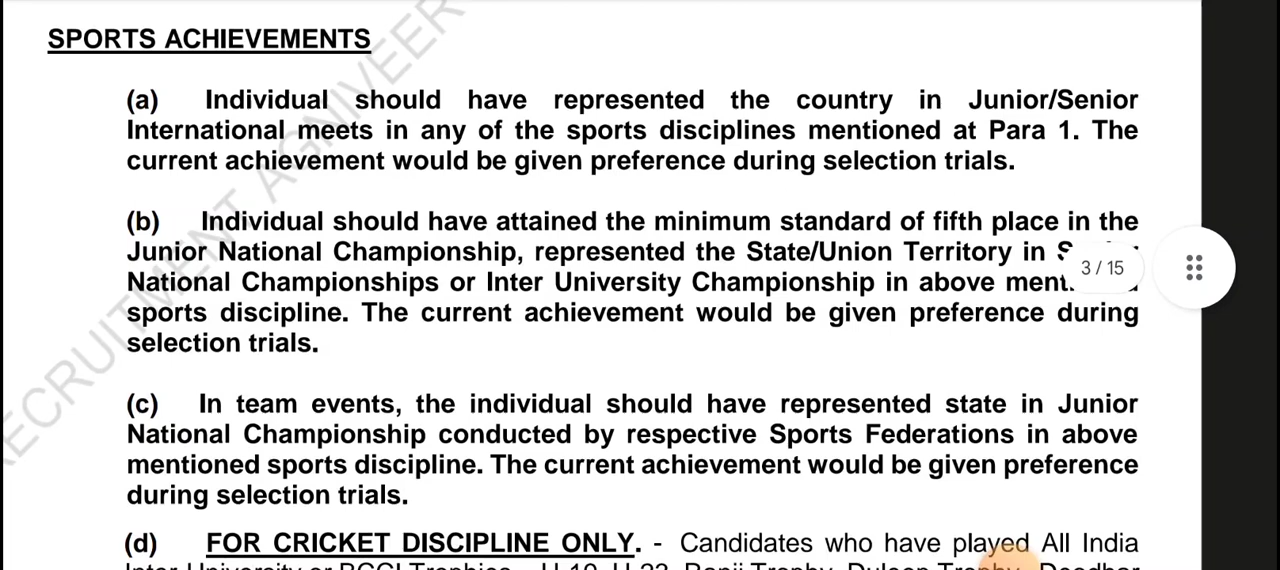 SPORTS ACHIEVEMENTS
(a) Individual should have represented the country in Junior/Senior
International meets in any of the sports disciplines mentioned at Para 1. The
current achievement would be given preference during selection trials.
(b) Individual should have attained the minimum standard of fifth place in the
Junior National Championship, represented the State/Union Territory in
National Championships or Inter University Championship in above
sports discipline. The current achievement would be given preference during
selection trials.
3 / 15
(c) In team events, the individual should have represented state in Junior
National Championship conducted by respective Sports Federations in above
mentioned sports discipline. The current achievement would be given preference
during selection trials.
(d) FOR CRICKET DISCIPLINE ONLY. - Candidates who have played All India
RECRUITMENT AGNIVEER